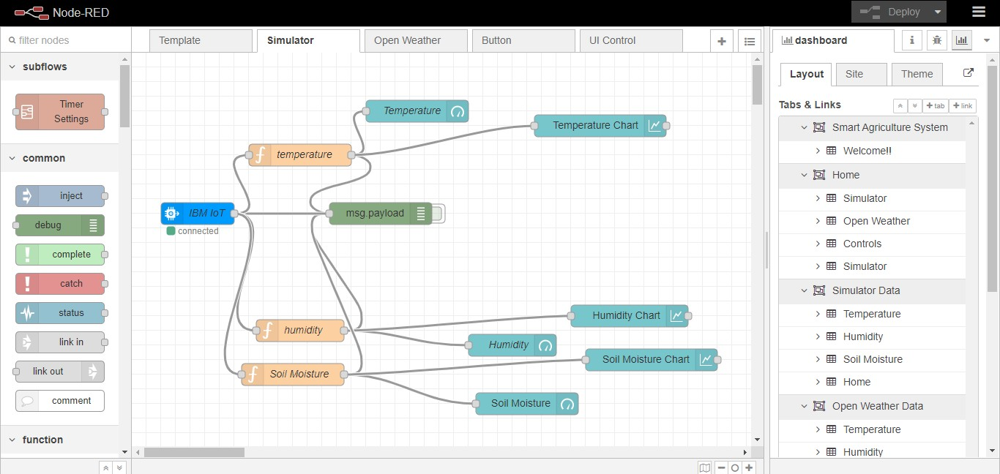 Node-RED
Deploy
filter nodes
subflows
Timer
Settings
common
inject
debug
complete
catch
status
link in
link out
comment
function
Template
Simulator
Open Weather
Button
UI Control
Temperature
Temperature Chart
temperature
IBM IoT
connected
msg.payload
Humidity Chart
humidity
Humidity
Soil Moisture Chart
Soil Moisture
Soil Moisture
dashboard
Layout
Site
Theme
Tabs & Links
tab
link
Smart Agriculture System
Welcome!!
Home
Simulator
Open Weather
Controls
Simulator
Simulator Data
Temperature
Humidity
Soil Moisture
Home
Open Weather Data
Temperature
Humidity